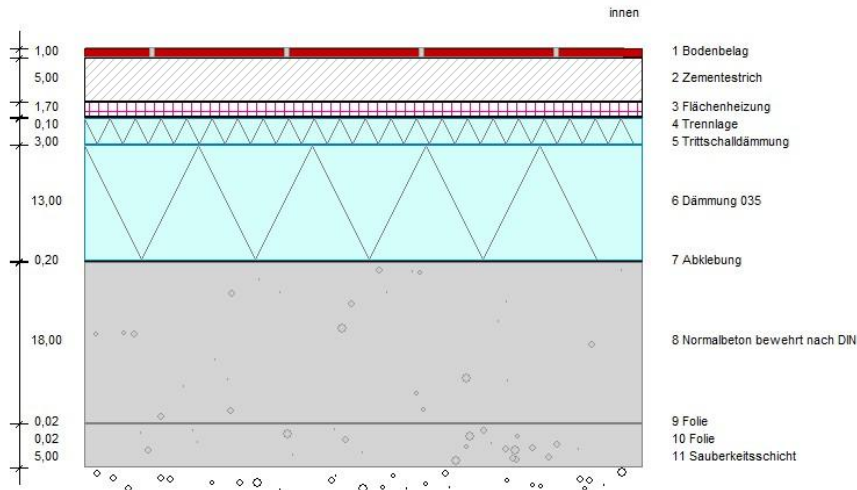 innen
1,00 1 Bodenbelag
5,00 2 Zementestrich
1,70 3 Flächenheizung
0,10 4 Trennlage
3,00 5 Trittschalldämmung
13,00 6 Dämmung 035
0,20 7 Abklebung
18,00 8 Normalbeton bewehrt nach DIN
0,02 9 Folie
0,02 10 Folie
5,00 11 Sauberkeitsschicht